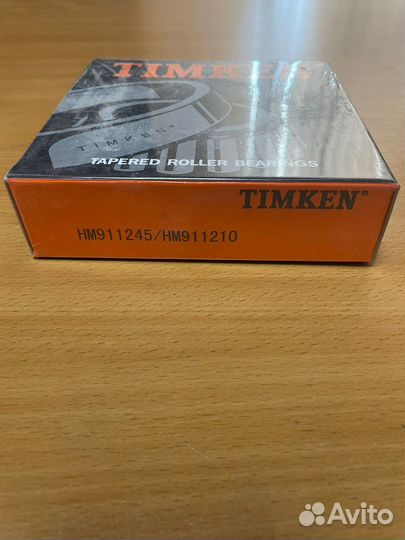 TIMKEN
TIMKEN®
TAPERED ROLLER BEARINGS
TIMKEN®
HM911245/HM911210
Avito